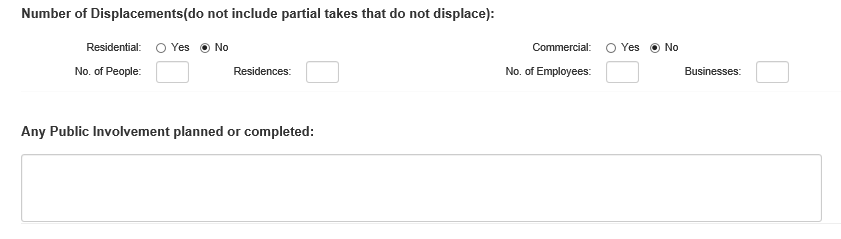 Number of Displacements(do not include partial takes that do not displace):
Residential: Yes No Commercial: Yes No
No. of People: Residences: No. of Employees: Businesses:
Any Public Involvement planned or completed: